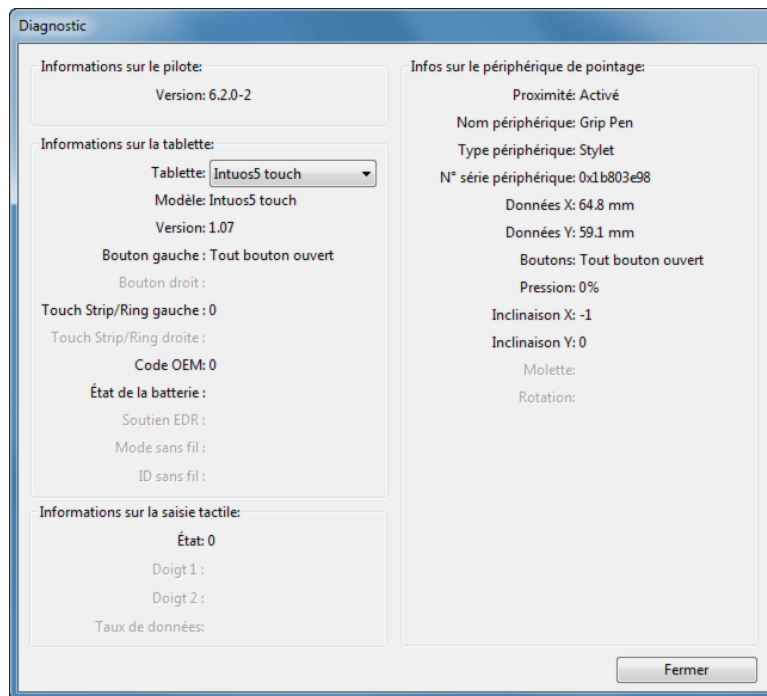 Diagnostic
Informations sur le pilote:
Version: 6.2.0-2
Informations sur la tablette:
Tablette: Intuos5 touch
Modèle: Intuos5 touch
Version: 1.07
Bouton gauche : Tout bouton ouvert
Bouton droit :
Touch Strip/Ring gauche : 0
Touch Strip/Ring droite :
Code OEM: 0
État de la batterie :
Soutien EDR :
Mode sans fil :
ID sans fil :
Informations sur la saisie tactile:
État: 0
Doigt 1 :
Doigt 2 :
Taux de données:
Infos sur le périphérique de pointage:
Proximité: Activé
Nom périphérique: Grip Pen
Type périphérique: Stylet
N° série périphérique: 0x1b803e98
Données X: 64.8 mm
Données Y: 59.1 mm
Boutons: Tout bouton ouvert
Pression: 0%
Inclinaison X: -1
Inclinaison Y: 0
Molette:
Rotation:
Fermer